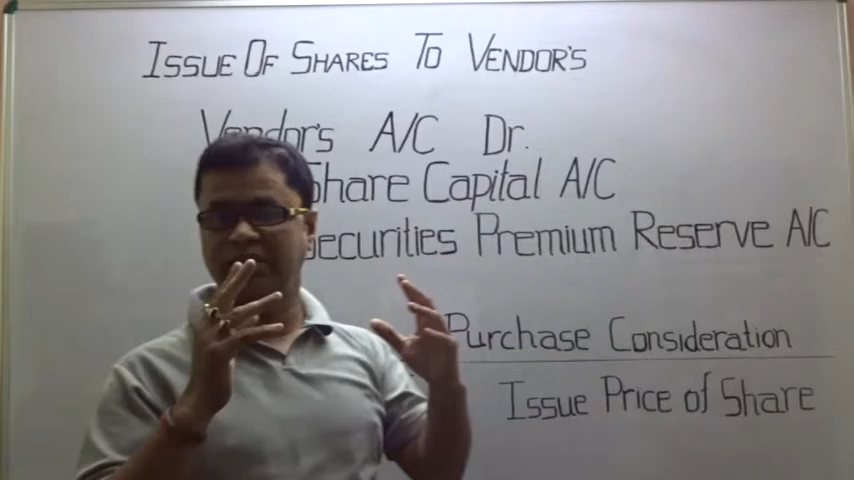 Issue Of Shares To Vendor's
Vendor's A/C Dr.
Share Capital A/C
Securities Premium Reserve A/C
Purchase Consideration
Issue Price of Share